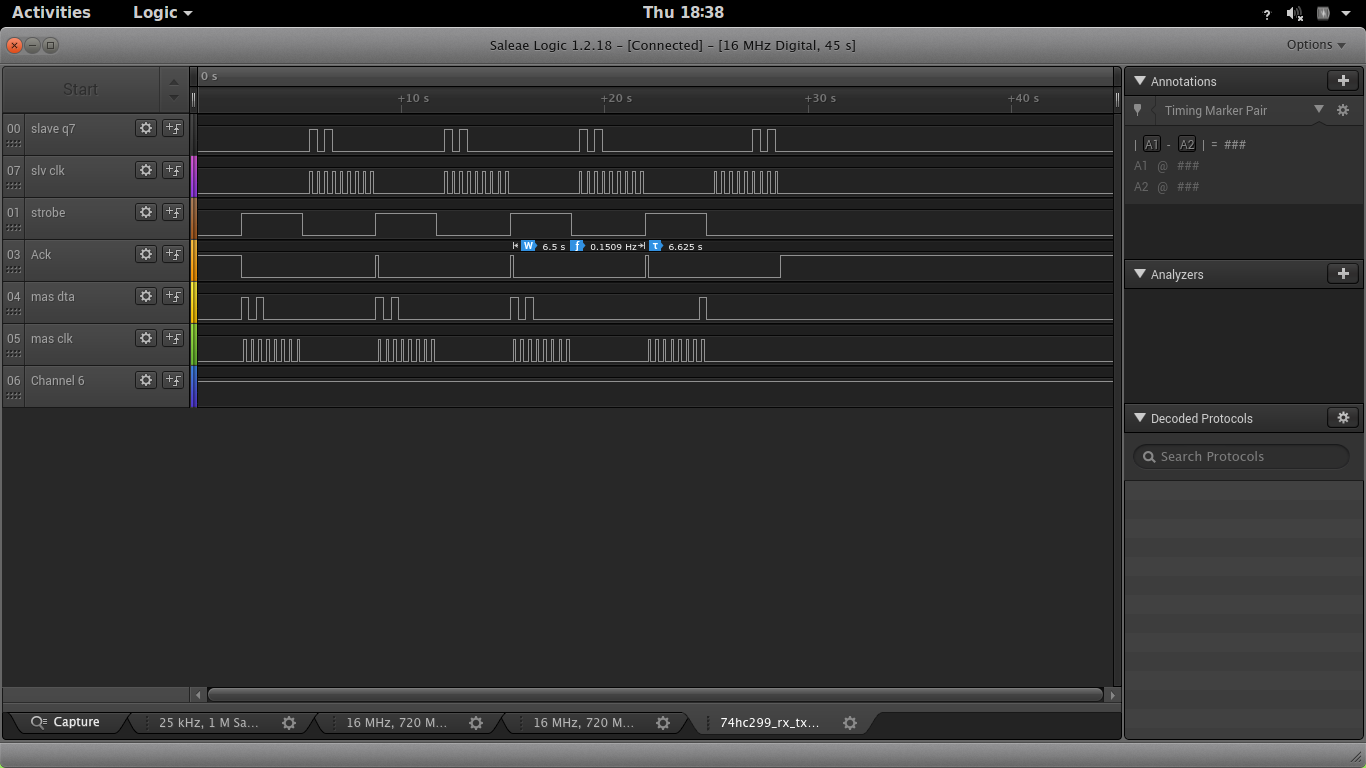 Activities Logic Thu 18:38 ?
Saleae Logic 1.2.18 – [Connected] – [16 MHz Digital, 45 s] Options
Start 0 s
+10 s +20 s +30 s +40 s
00 slave q7
07 slv clk
01 strobe
W 6.5 s f 0.1509 Hz τ 6.625 s
03 Ack
04 mas dta
05 mas clk
06 Channel 6
Annotations
Timing Marker Pair
| A1 - A2 | = ###
A1 @ ###
A2 @ ###
Analyzers
Decoded Protocols
Search Protocols
Capture 25 kHz, 1 M Sa... 16 MHz, 720 M... 16 MHz, 720 M... 74hc299_rx_tx...